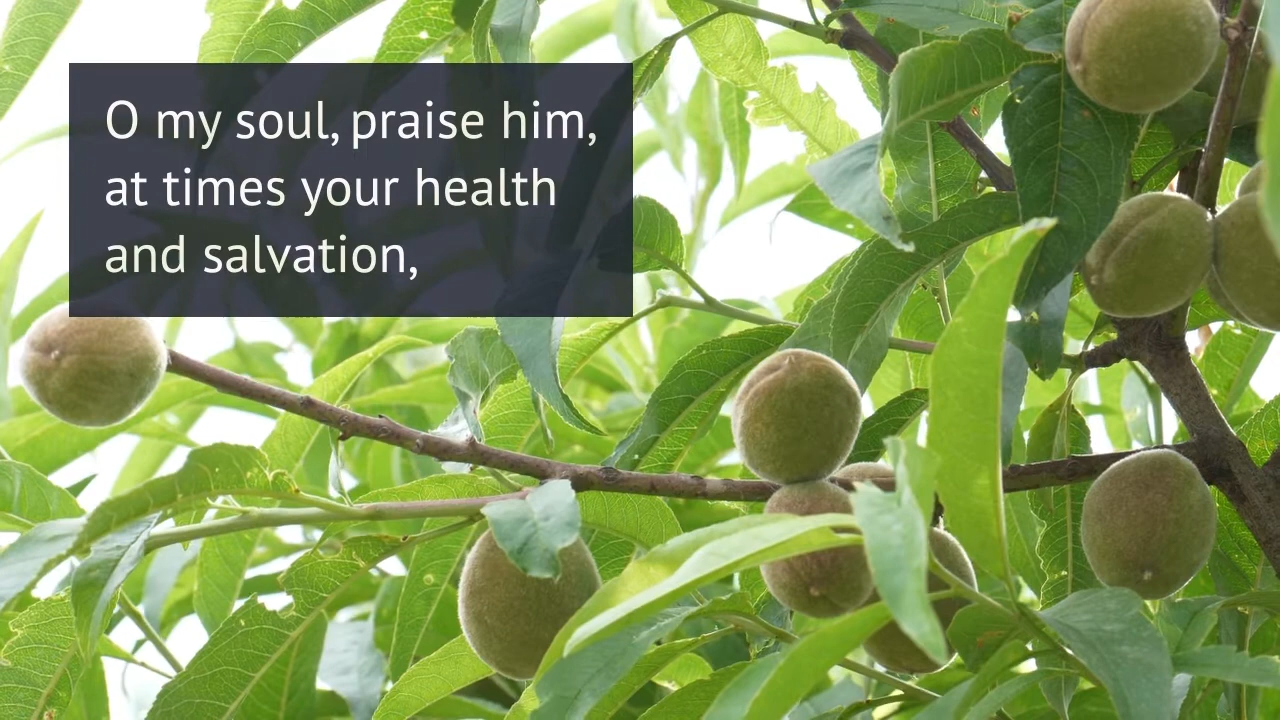 O my soul, praise him,
at times your health
and salvation,